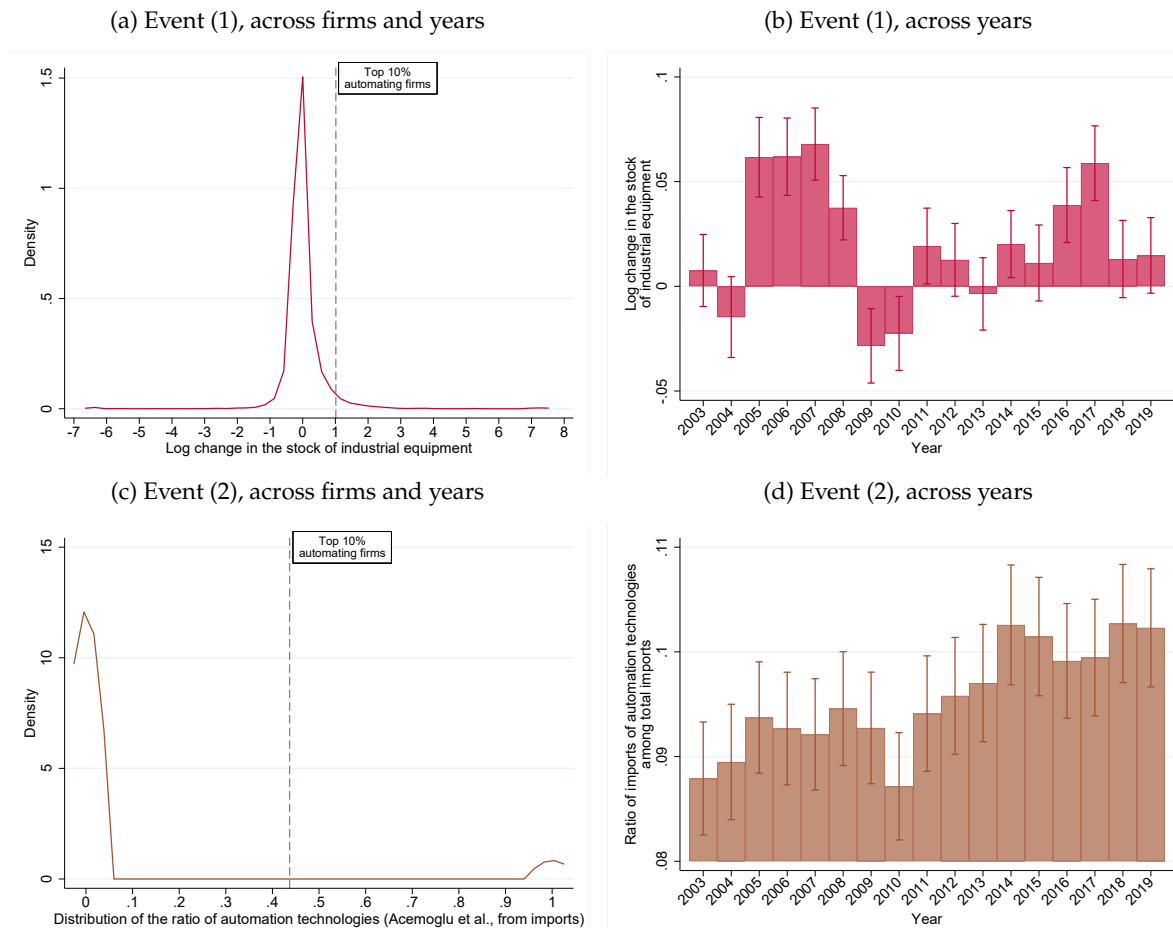 (a) Event (1), across firms and years
Top 10%
automating firms
Density
0
.5
1
1.5
-7 -6 -5 -4 -3 -2 -1 0 1 2 3 4 5 6 7 8
Log change in the stock of industrial equipment
(b) Event (1), across years
Log change in the stock
of industrial equipment
-.05
0
.05
.1
2003 2004 2005 2006 2007 2008 2009 2010 2011 2012 2013 2014 2015 2016 2017 2018 2019
Year
(c) Event (2), across firms and years
Top 10%
automating firms
Density
0
5
10
15
0 .1 .2 .3 .4 .5 .6 .7 .8 .9 1
Distribution of the ratio of automation technologies (Acemoglu et al., from imports)
(d) Event (2), across years
Ratio of imports of automation technologies
among total imports
.08
.09
.1
.11
2003 2004 2005 2006 2007 2008 2009 2010 2011 2012 2013 2014 2015 2016 2017 2018 2019
Year